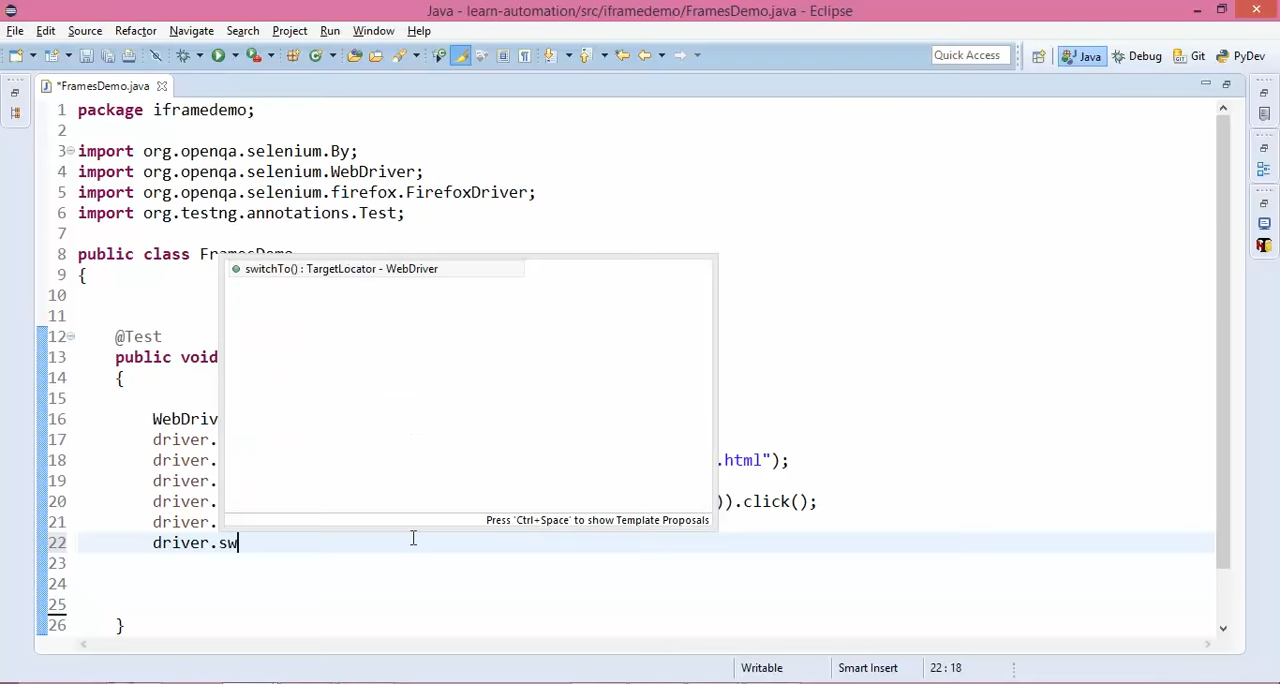 Java - learn-automation/src/iframedemo/FramesDemo.java - Eclipse
File Edit Source Refactor Navigate Search Project Run Window Help
Quick Access Java Debug Git PyDev
*FramesDemo.java
1 package iframedemo;
2
3 import org.openqa.selenium.By;
4 import org.openqa.selenium.WebDriver;
5 import org.openqa.selenium.firefox.FirefoxDriver;
6 import org.testng.annotations.Test;
7
8 public class FramesDemo
9 {
switchTo() : TargetLocator - WebDriver
10
11
12 @Test
13 public void
14 {
15
16 WebDriv
17 driver.
18 driver. .html");
19 driver.
20 driver. )).click();
21 driver.
Press 'Ctrl+Space' to show Template Proposals
22 driver.sw
23
24
25
26 }
Writable Smart Insert 22 : 18